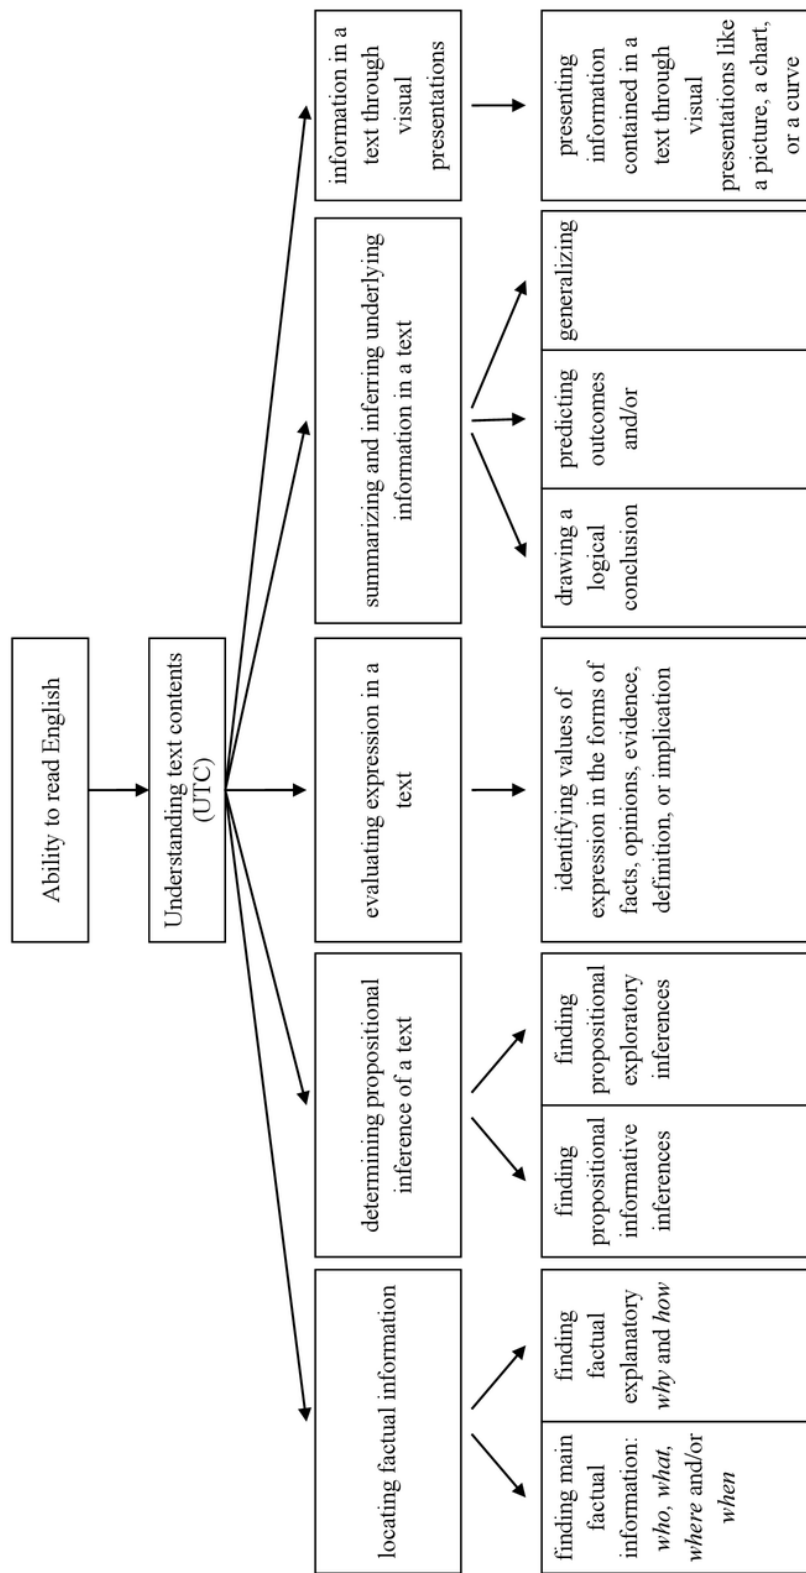 Ability to read English
Understanding text contents
(UTC)
locating factual information
determining propositional
inference of a text
evaluating expression in a
text
summarizing and inferring underlying
information in a text
information in a
text through
visual
presentations
finding main
factual
information:
who, what,
where and/or
when
finding
factual
explanatory
why and how
finding
propositional
informative
inferences
finding
propositional
exploratory
inferences
identifying values of
expression in the forms of
facts, opinions, evidence,
definition, or implication
drawing a
logical
conclusion
predicting
outcomes
and/or
generalizing
presenting
information
contained in a
text through
visual
presentations like
a picture, a chart,
or a curve